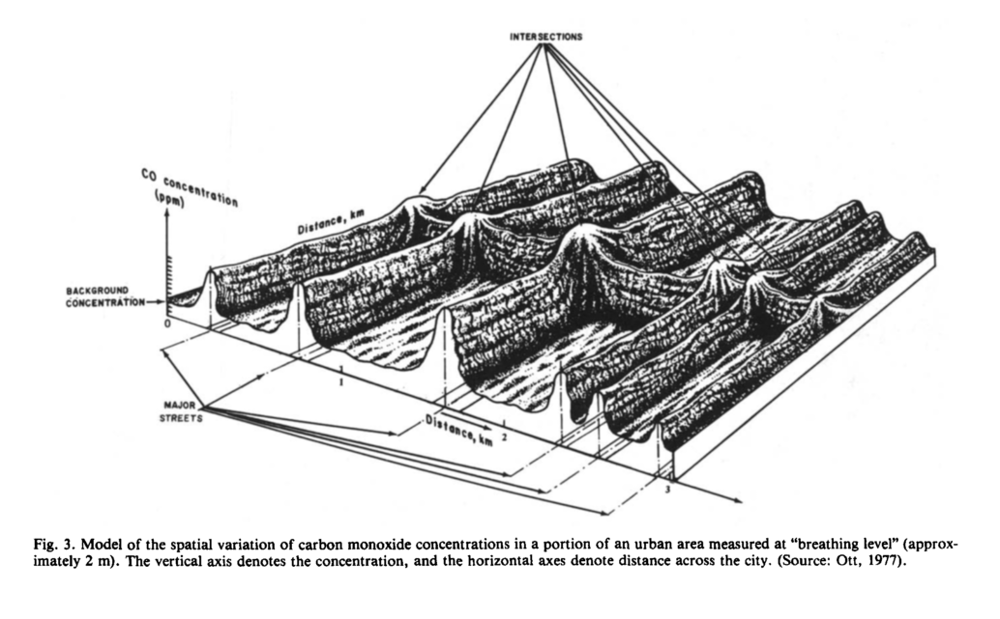 INTERSECTIONS
CO concentration
(ppm)
Distance, km
BACKGROUND
CONCENTRATION
0
1
MAJOR
STREETS
Distance, km
2
3
Fig. 3. Model of the spatial variation of carbon monoxide concentrations in a portion of an urban area measured at “breathing level” (approx-
imately 2 m). The vertical axis denotes the concentration, and the horizontal axes denote distance across the city. (Source: Ott, 1977).